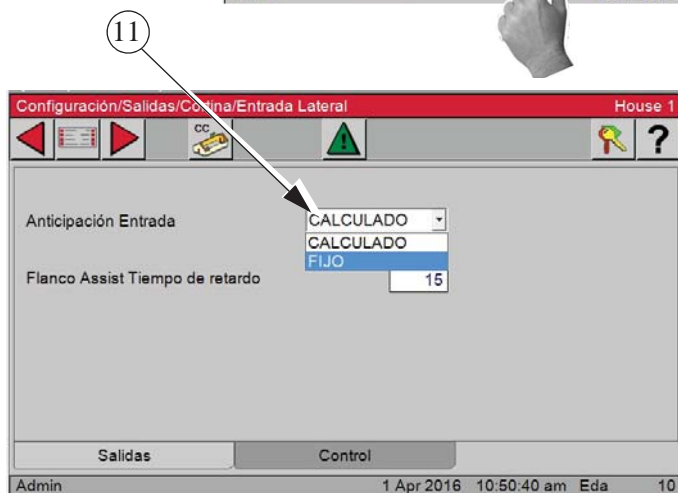 11
Configuración/Salidas/Cortina/Entrada Lateral House 1
CC
?
Anticipación Entrada CALCULADO
CALCULADO
FIJO
Flanco Assist Tiempo de retardo 15
Salidas Control
Admin 1 Apr 2016 10:50:40 am Eda 10